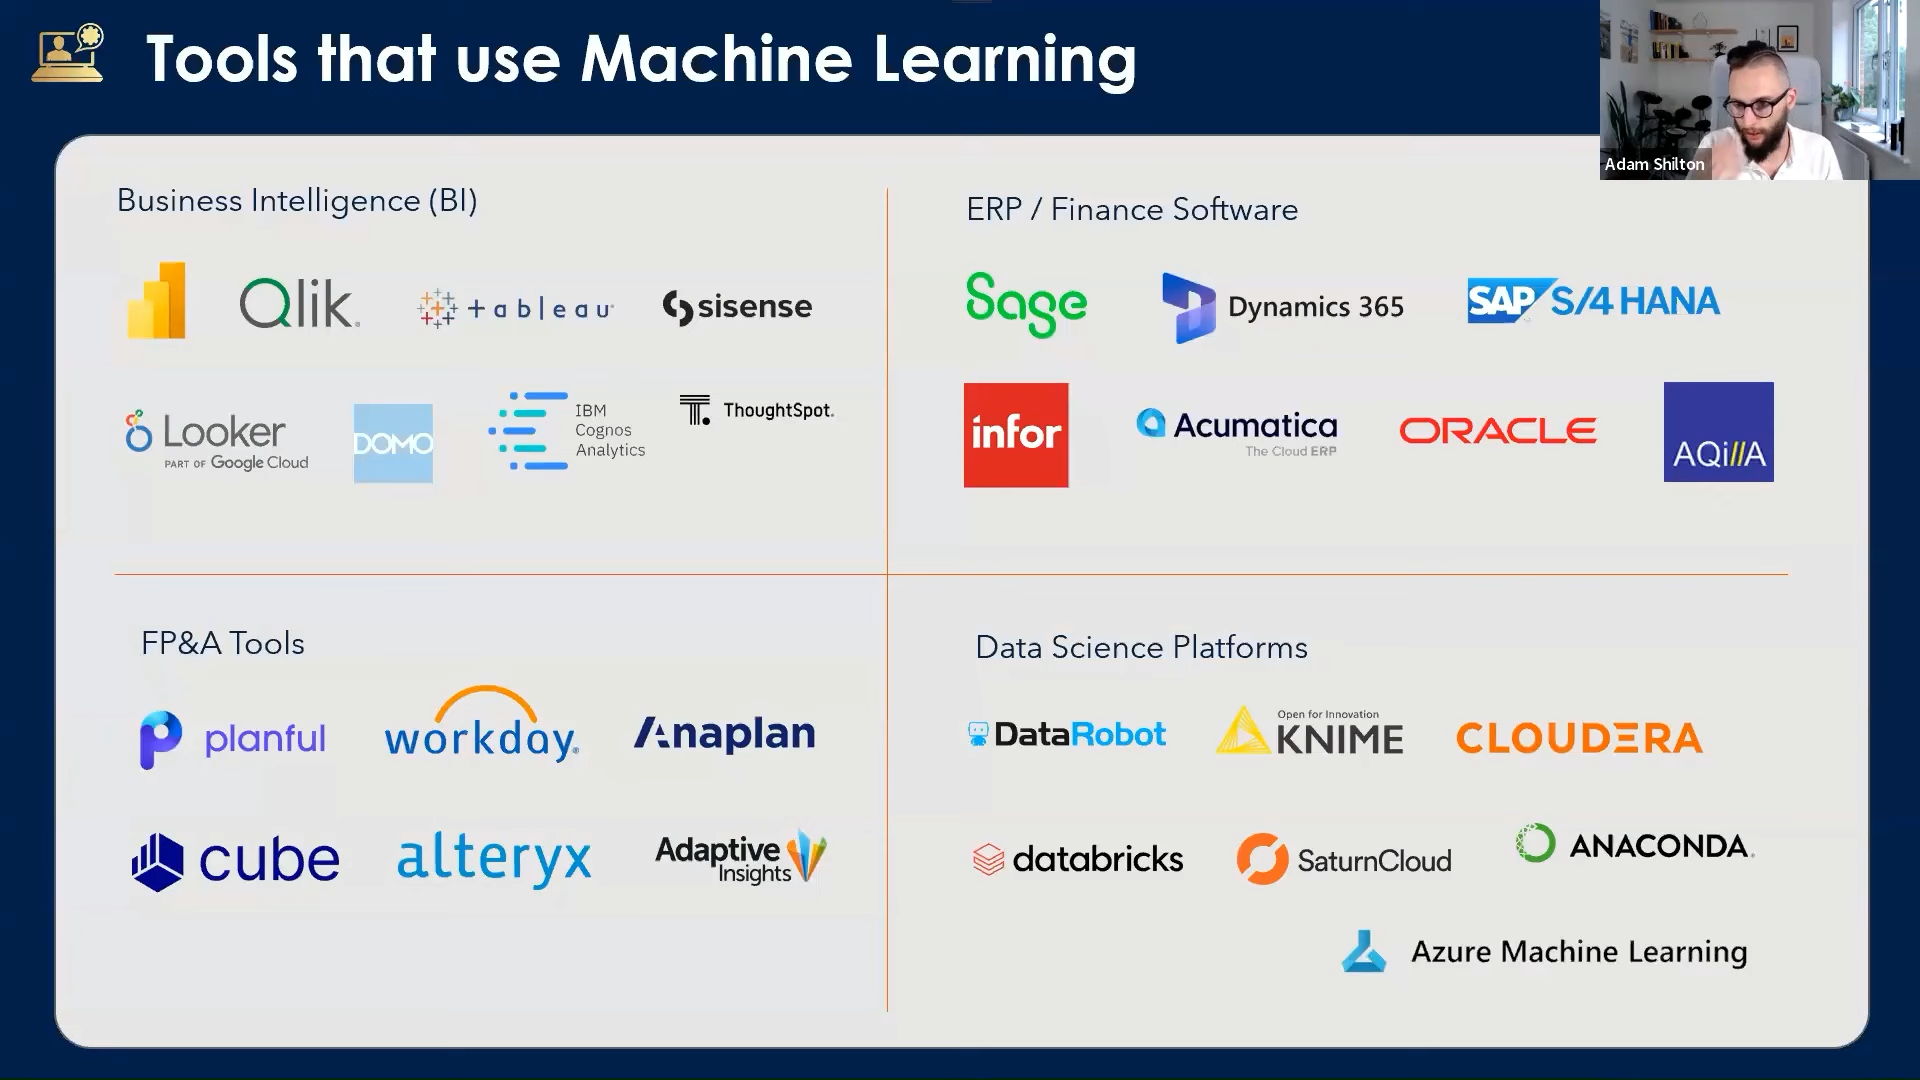 Tools that use Machine Learning
Adam Shilton
Business Intelligence (BI)
Qlik
+ableau
sisense
Looker
PART OF Google Cloud
DOMO
IBM
Cognos
Analytics
T.
ThoughtSpot.
ERP / Finance Software
Sage
Dynamics 365
SAP S/4 HANA
infor
Acumatica
The Cloud ERP
ORACLE
AQillA
FP&A Tools
planful
workday.
Anaplan
cube
alteryx
Adaptive
Insights
Data Science Platforms
DataRobot
Open for Innovation
KNIME
CLOUDERA
databricks
SaturnCloud
ANACONDA.
Azure Machine Learning